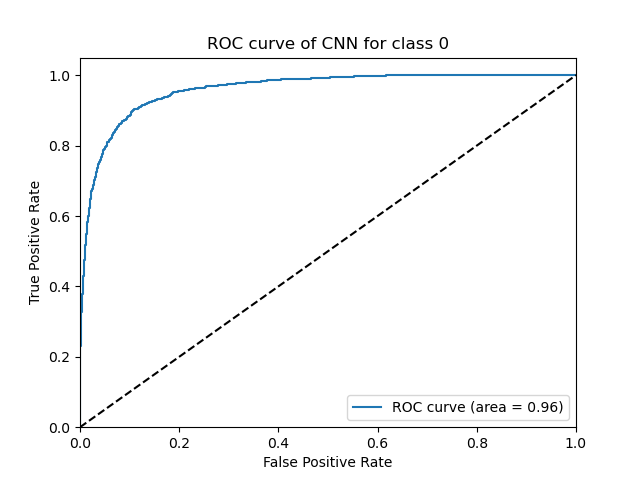 ROC curve of CNN for class 0
True Positive Rate
1.0
0.8
0.6
0.4
0.2
0.0
ROC curve (area = 0.96)
0.0 0.2 0.4 0.6 0.8 1.0
False Positive Rate